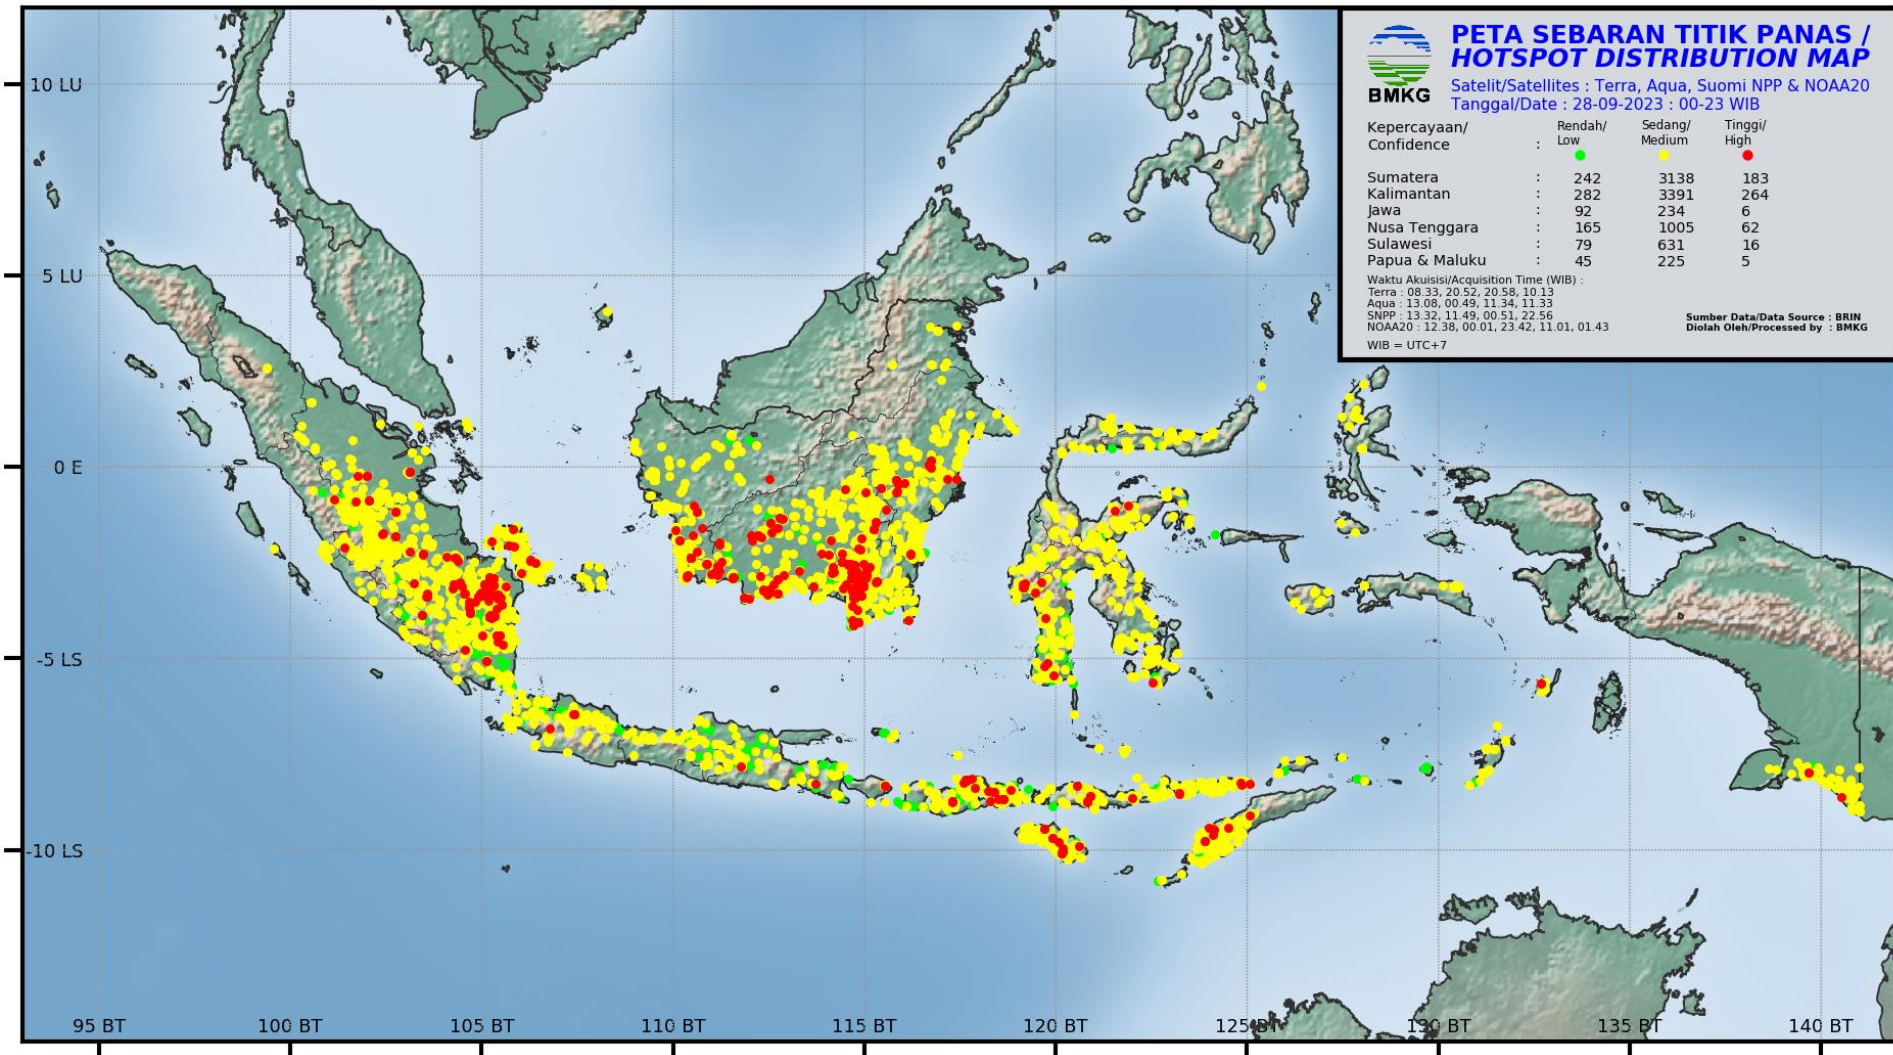 PETA SEBARAN TITIK PANAS /
HOTSPOT DISTRIBUTION MAP
BMKG
Satelit/Satellites : Terra, Aqua, Suomi NPP & NOAA20
Tanggal/Date : 28-09-2023 : 00-23 WIB
Kepercayaan/ Rendah/ Sedang/ Tinggi/
Confidence : Low Medium High
Sumatera : 242 3138 183
Kalimantan : 282 3391 264
Jawa : 92 234 6
Nusa Tenggara : 165 1005 62
Sulawesi : 79 631 16
Papua & Maluku : 45 225 5
Waktu Akuisisi/Acquisition Time (WIB) :
Terra : 08.33, 20.52, 20.58, 10.13
Aqua : 13.08, 00.49, 11.34, 11.33
SNPP : 13.32, 11.49, 00.51, 22.56
NOAA20 : 12.38, 00.01, 23.42, 11.01, 01.43
WIB = UTC+7
Sumber Data/Data Source : BRIN
Diolah Oleh/Processed by : BMKG
10 LU
5 LU
0 E
-5 LS
-10 LS
95 BT 100 BT 105 BT 110 BT 115 BT 120 BT 125 BT 130 BT 135 BT 140 BT